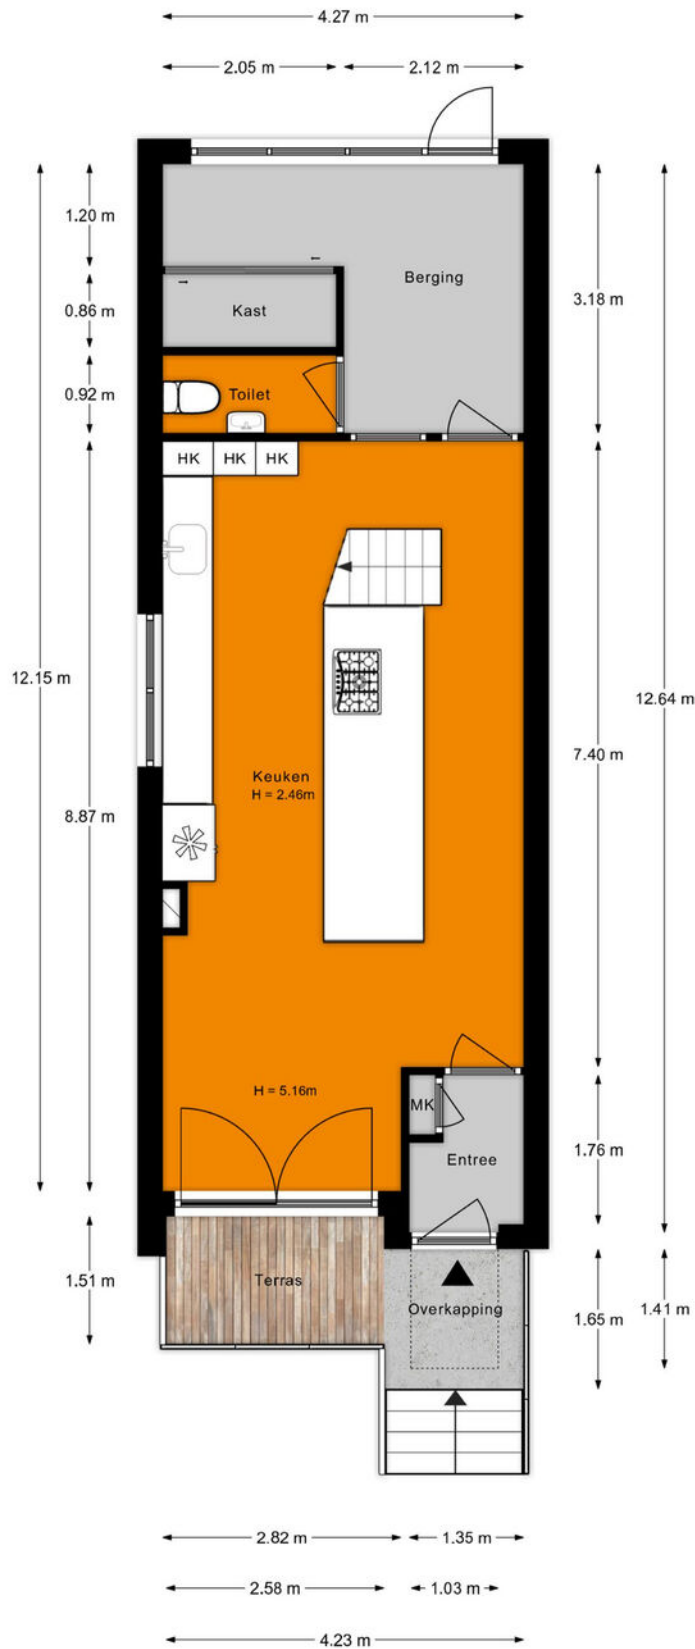 4.27 m
2.05 m
2.12 m
1.20 m
Berging
3.18 m
0.86 m
Kast
0.92 m
Toilet
HK
HK
HK
12.15 m
12.64 m
7.40 m
Keuken
H = 2.46m
8.87 m
H = 5.16m
MK
1.76 m
Entree
1.51 m
Terras
Overkapping
1.65 m
1.41 m
2.82 m
1.35 m
2.58 m
1.03 m
4.23 m